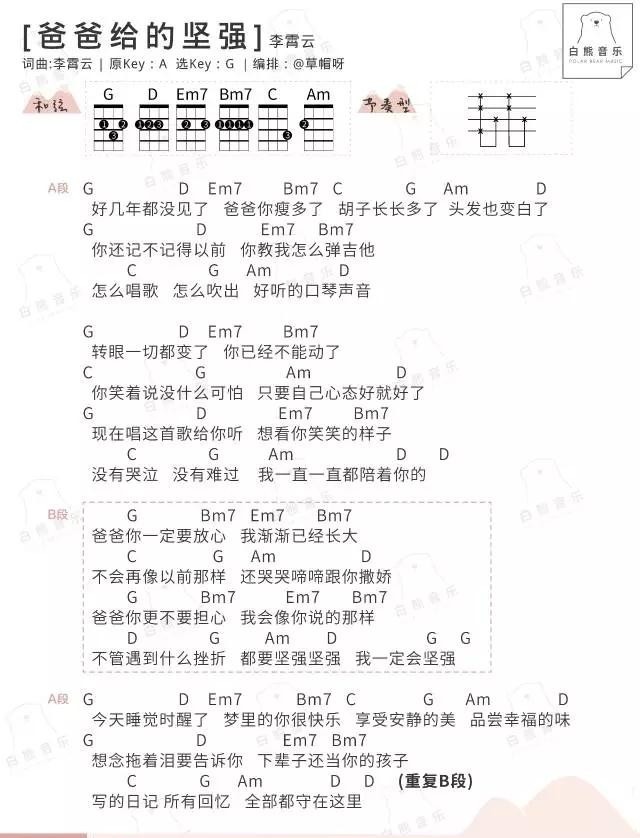 [爸爸给的坚强] 李霄云
白熊音乐
POLAR BEAR MUSIC
词曲:李霄云 | 原Key:A 选Key:G | 编排:@草帽呀
和弦 G D Em7 Bm7 C Am 节奏型
A段 G D Em7 Bm7 C G Am D
好几年都没见了 爸爸你瘦多了 胡子长长多了 头发也变白了
G D Em7 Bm7
你还记不记得以前 你教我怎么弹吉他
C G Am D
怎么唱歌 怎么吹出 好听的口琴声音
G D Em7 Bm7
转眼一切都变了 你已经不能动了
C G Am D
你笑着说没什么可怕 只要自己心态好就好了
G D Em7 Bm7
现在唱这首歌给你听 想看你笑笑的样子
C G Am D D
没有哭泣 没有难过 我一直一直都陪着你的
B段 G Bm7 Em7 Bm7
爸爸你一定要放心 我渐渐已经长大
C G Am D
不会再像以前那样 还哭哭啼啼跟你撒娇
G Bm7 Em7 Bm7
爸爸你更不要担心 我会像你说的那样
D G Am D G G
不管遇到什么挫折 都要坚强坚强 我一定会坚强
A段 G D Em7 Bm7 C G Am D
今天睡觉时醒了 梦里的你很快乐 享受安静的美 品尝幸福的味
G D Em7 Bm7
想念拖着泪要告诉你 下辈子还当你的孩子
C G Am D D (重复B段)
写的日记 所有回忆 全部都守在这里